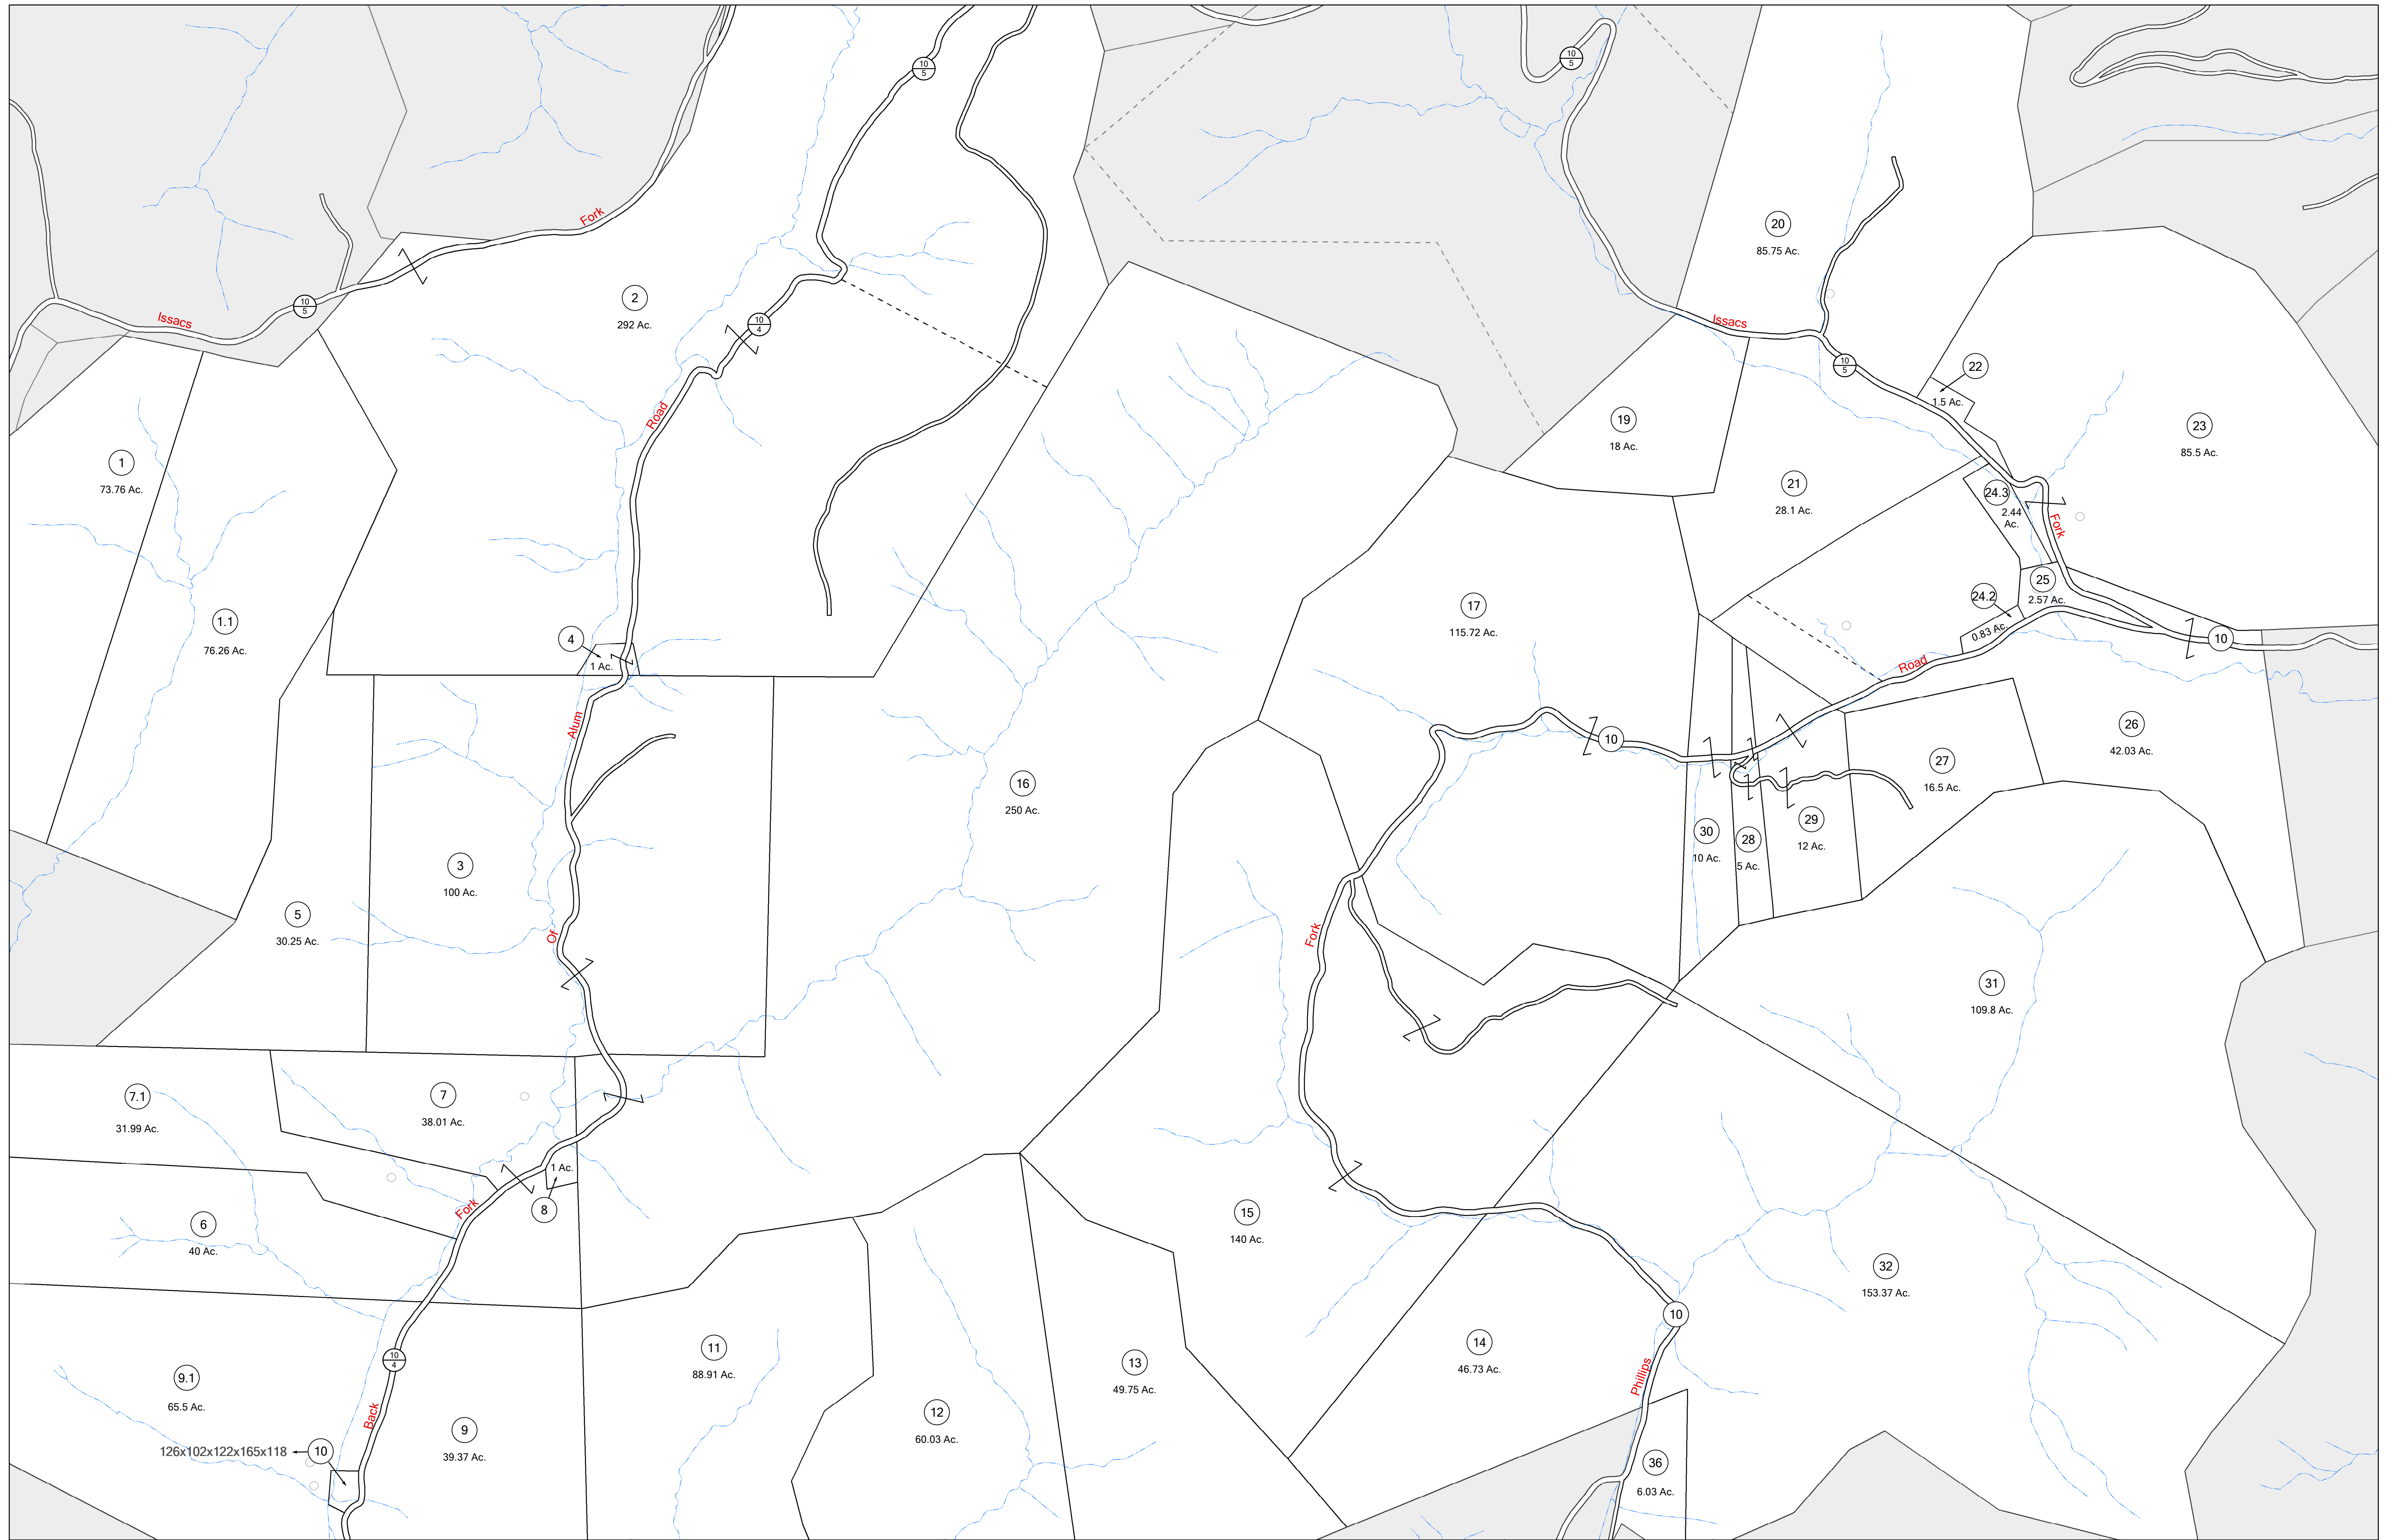 10
5
10
5
Fork
20
85.75 Ac.
2
292 Ac.
10
5
Issacs
10
4
Issacs
10
5
22
1.5 Ac.
Road
19
18 Ac.
23
85.5 Ac.
1
73.76 Ac.
21
28.1 Ac.
24.3
2.44
Ac.
Fork
25
2.57 Ac.
24.2
0.83 Ac.
17
115.72 Ac.
1.1
76.26 Ac.
4
1 Ac.
10
Road
Alum
10
26
42.03 Ac.
27
16.5 Ac.
16
250 Ac.
30
10 Ac.
28
5 Ac.
29
12 Ac.
3
100 Ac.
5
30.25 Ac.
Of
Fork
31
109.8 Ac.
7.1
31.99 Ac.
7
38.01 Ac.
1 Ac.
8
Fork
6
40 Ac.
15
140 Ac.
32
153.37 Ac.
10
10
4
11
88.91 Ac.
13
49.75 Ac.
14
46.73 Ac.
Phillips
9.1
65.5 Ac.
Back
12
60.03 Ac.
9
39.37 Ac.
126x102x122x165x118
10
36
6.03 Ac.